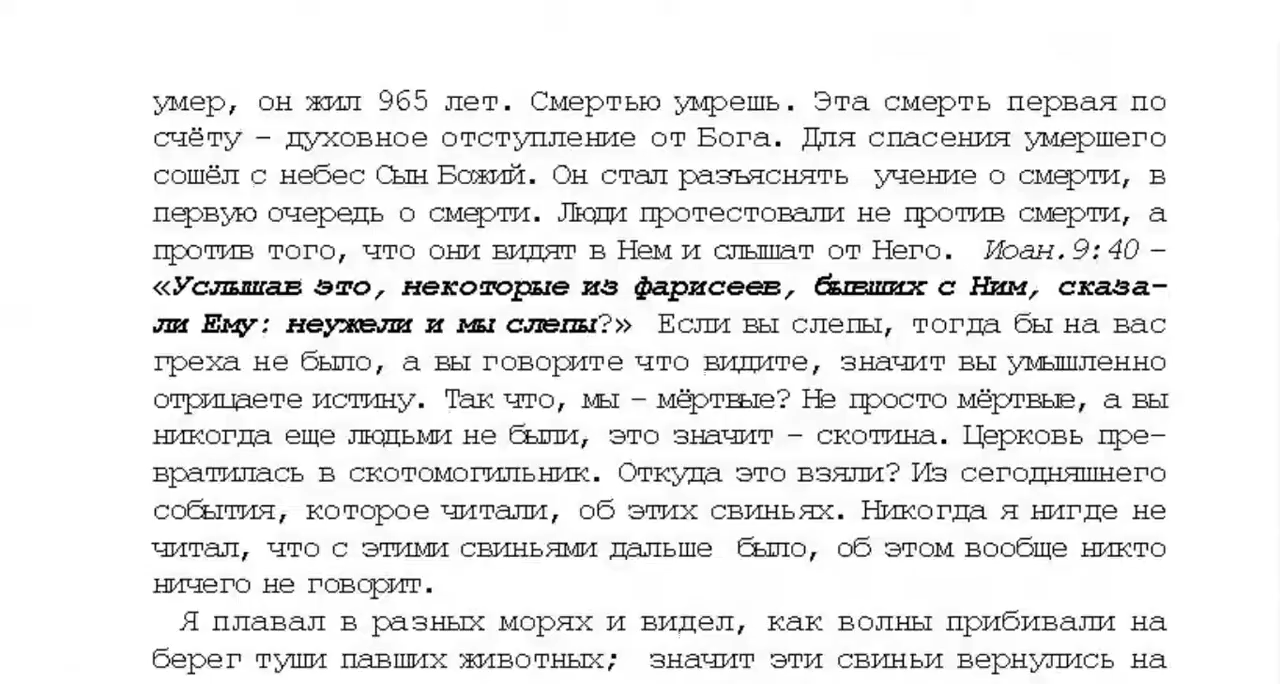 умер, он жил 965 лет. Смертью умрешь. Эта смерть первая по
счёту – духовное отступление от Бога. Для спасения умершего
сошёл с небес Сын Божий. Он стал разъяснять учение о смерти, в
первую очередь о смерти. Люди протестовали не против смерти, а
против того, что они видят в Нем и слышат от Него. Иоан.9:40 –
«Услышав это, некоторые из фарисеев, бывших с Ним, сказа-
ли Ему: неужели и мы слепы?» Если вы слепы, тогда бы на вас
греха не было, а вы говорите что видите, значит вы умышленно
отрицаете истину. Так что, мы – мёртвые? Не просто мёртвые, а вы
никогда еще людьми не были, это значит – скотина. Церковь пре-
вратилась в скотомогильник. Откуда это взяли? Из сегодняшнего
события, которое читали, об этих свиньях. Никогда я нигде не
читал, что с этими свиньями дальше было, об этом вообще никто
ничего не говорит.
Я плавал в разных морях и видел, как волны прибивали на
берег туши павших животных; значит эти свиньи вернулись на